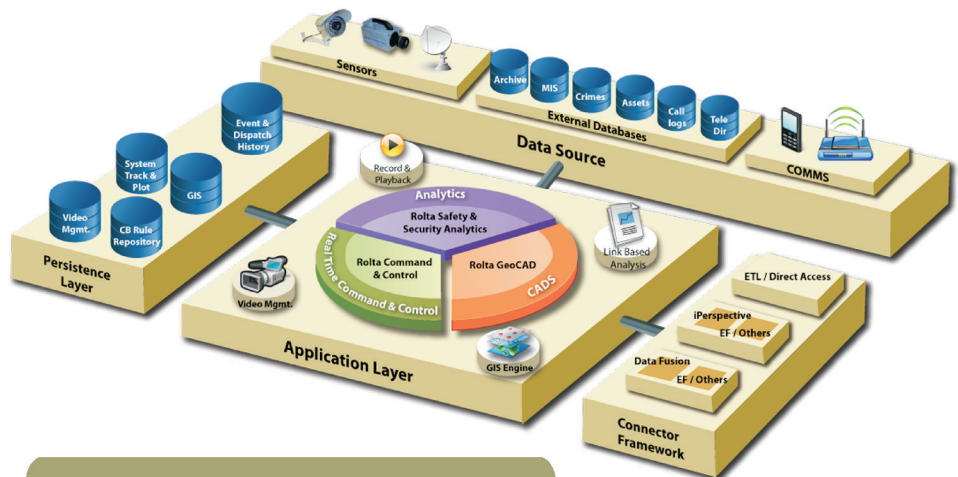 Sensors
Archive
MIS
Crimes
Assets
Call
logs
Tele
Dir
External Databases
Data Source
COMMS
Event &
Dispatch
History
System
Track &
Plot
GIS
Video
Mgmt.
CB Rule
Repository
Persistence
Layer
Record &
Playback
Analytics
Rolta Safety &
Security Analytics
Link Based
Analysis
Real Time Command & Control
Rolta Command
& Control
Rolta GeoCAD
CADS
Video Mgmt.
GIS Engine
Application Layer
ETL / Direct Access
iPerspective
EF / Others
Data Fusion
EF / Others
Connector
Framework